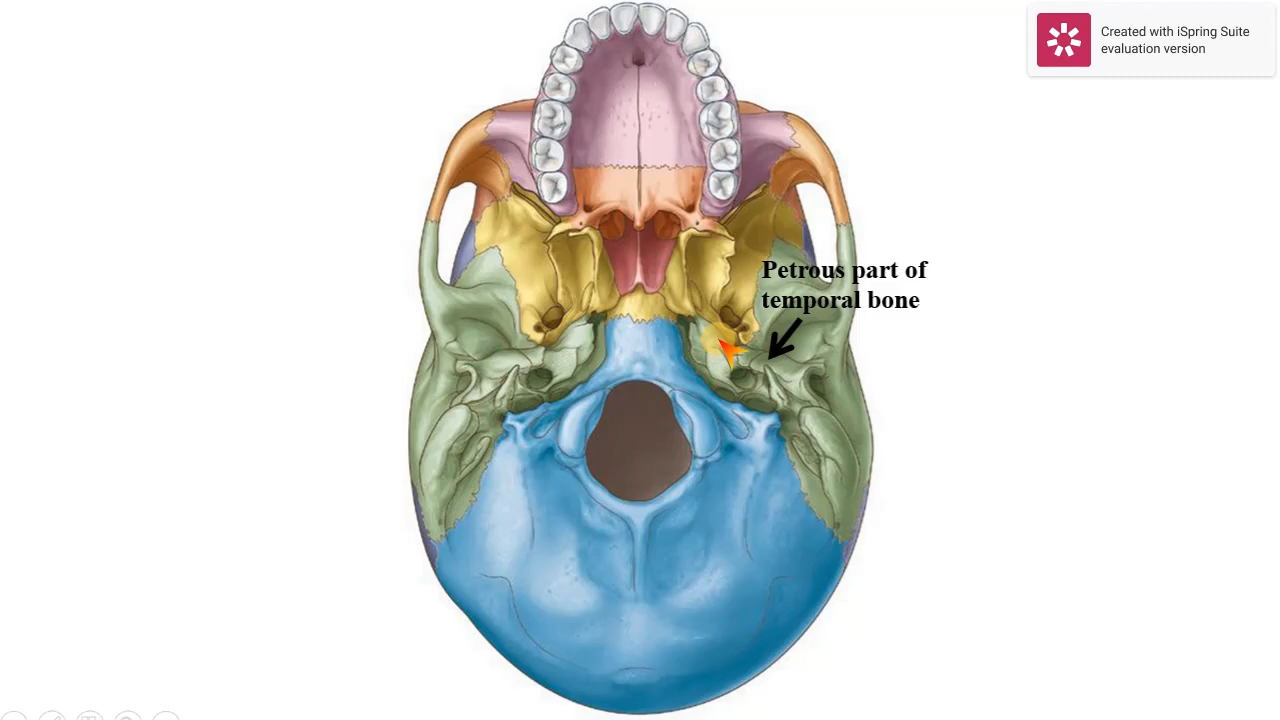 Created with iSpring Suite
evaluation version
Petrous part of
temporal bone